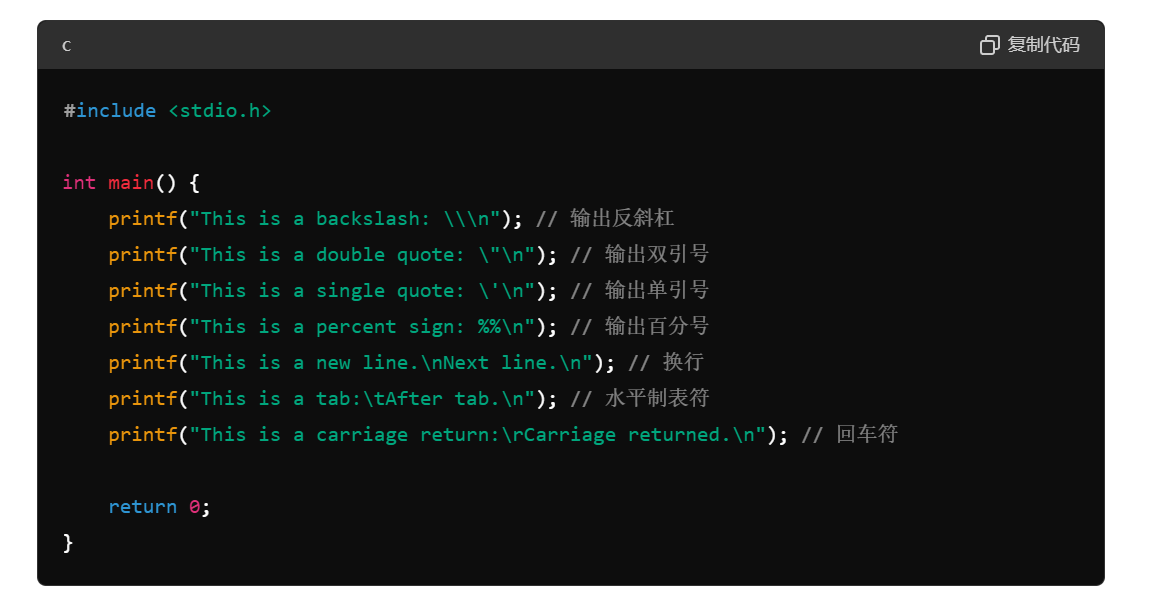 c
复制代码
#include <stdio.h>
int main() {
    printf("This is a backslash: \\\n"); // 输出反斜杠
    printf("This is a double quote: \"\n"); // 输出双引号
    printf("This is a single quote: \'\n"); // 输出单引号
    printf("This is a percent sign: %%\n"); // 输出百分号
    printf("This is a new line.\nNext line.\n"); // 换行
    printf("This is a tab:\tAfter tab.\n"); // 水平制表符
    printf("This is a carriage return:\rCarriage returned.\n"); // 回车符
    return 0;
}